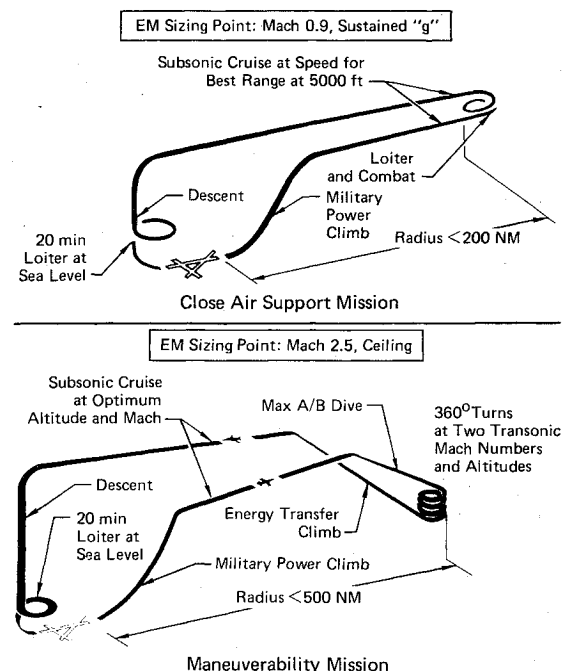 EM Sizing Point: Mach 0.9, Sustained "g"
Subsonic Cruise at Speed for
Best Range at 5000 ft
Loiter
and Combat
Descent
Military
Power
Climb
20 min
Loiter at
Sea Level
Radius <200 NM
Close Air Support Mission
EM Sizing Point: Mach 2.5, Ceiling
Subsonic Cruise
at Optimum
Altitude and Mach
Max A/B Dive
360° Turns
at Two Transonic
Mach Numbers
and Altitudes
Descent
20 min
Loiter at
Sea Level
Energy Transfer
Climb
Military Power Climb
Radius <500 NM
Maneuverability Mission